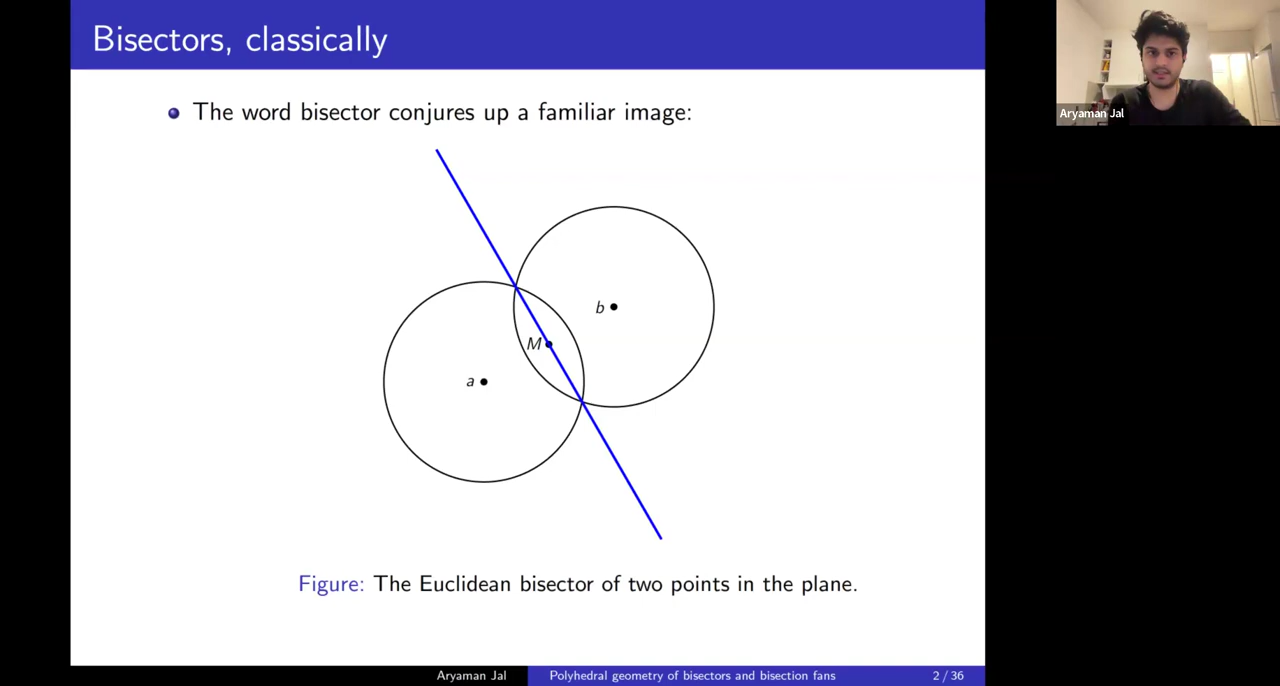 Bisectors, classically
Aryaman Jal
The word bisector conjures up a familiar image:
b
M
a
Figure: The Euclidean bisector of two points in the plane.
Aryaman Jal Polyhedral geometry of bisectors and bisection fans 2 / 36